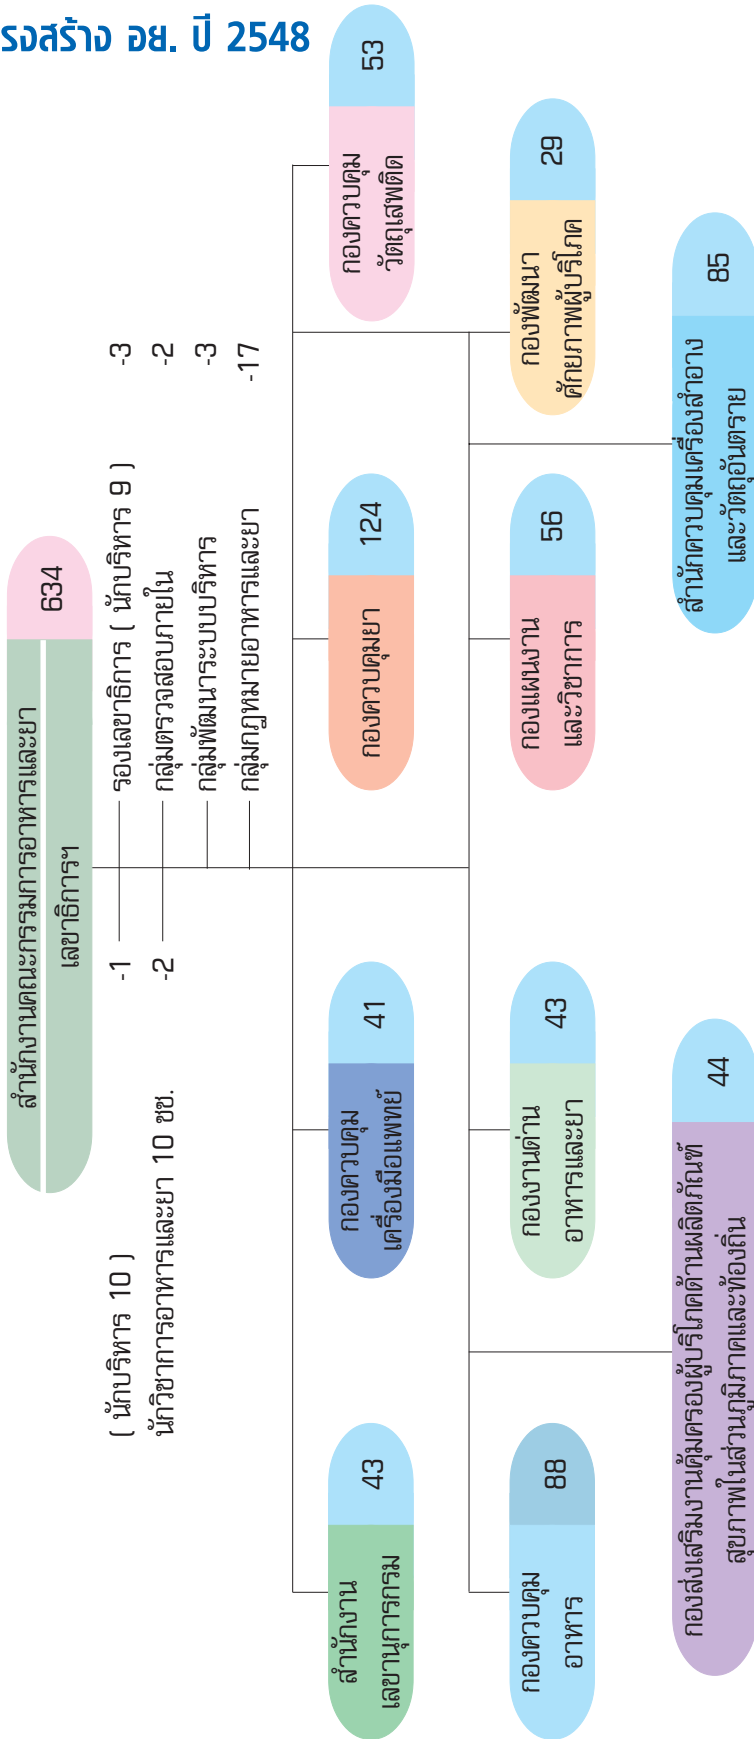 รงสร้าง อย. ปี 2548
สำนักงานคณะกรรมการอาหารและยา
เลขาธิการฯ
634
( นักบริหาร 10 )
-1
รองเลขาธิการ ( นักบริหาร 9 )
-3
นักวิชาการอาหารและยา 10 ชช.
-2
กลุ่มตรวจสอบภายใน
-2
กลุ่มพัฒนาระบบบริหาร
-3
กลุ่มกฎหมายอาหารและยา
-17
สำนักงาน
เลขานุการกรม
43
กองควบคุม
เครื่องมือแพทย์
41
กองควบคุมยา
124
กองควบคุม
วัตถุเสพติด
53
กองควบคุม
อาหาร
88
กองงานด่าน
อาหารและยา
43
กองแผนงาน
และวิชาการ
56
กองพัฒนา
ศักยภาพผู้บริโภค
29
กองส่งเสริมงานคุ้มครองผู้บริโภคด้านผลิตภัณฑ์
สุขภาพในส่วนภูมิภาคและท้องถิ่น
44
สำนักควบคุมเครื่องสำอาง
และวัตถุอันตราย
85